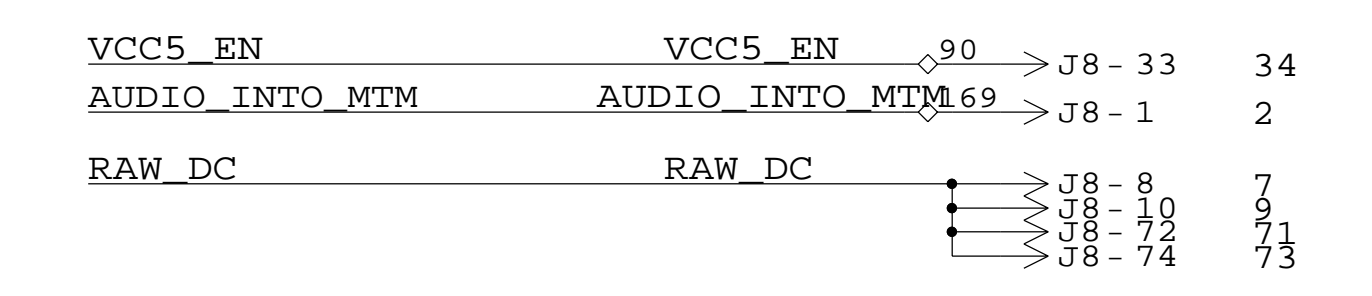 VCC5_EN VCC5_EN 90 J8-33 34
AUDIO_INTO_MTM AUDIO_INTO_MTM 169 J8-1 2
RAW_DC RAW_DC J8-8 7
J8-10 9
J8-72 71
J8-74 73